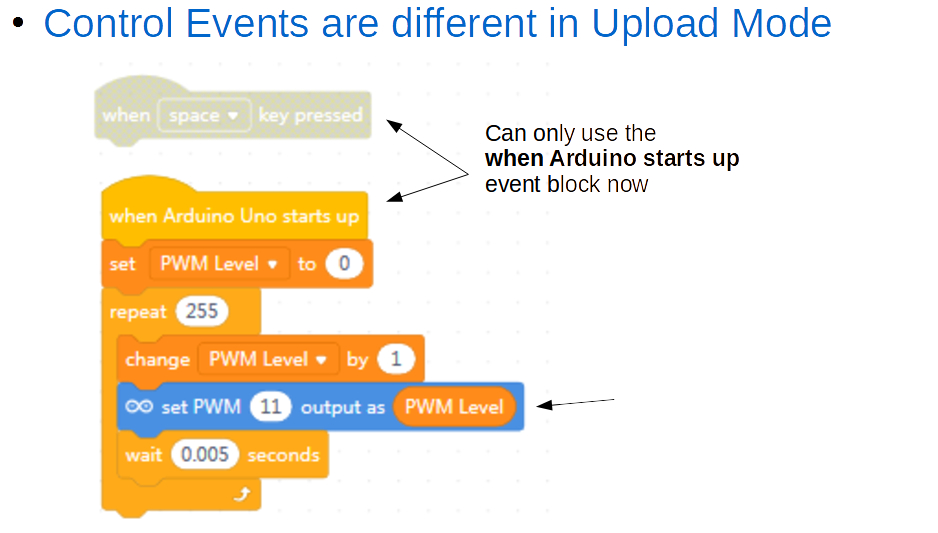 • Control Events are different in Upload Mode
when space key pressed
Can only use the
when Arduino starts up
event block now
when Arduino Uno starts up
set PWM Level to 0
repeat 255
change PWM Level by 1
set PWM 11 output as PWM Level
wait 0.005 seconds